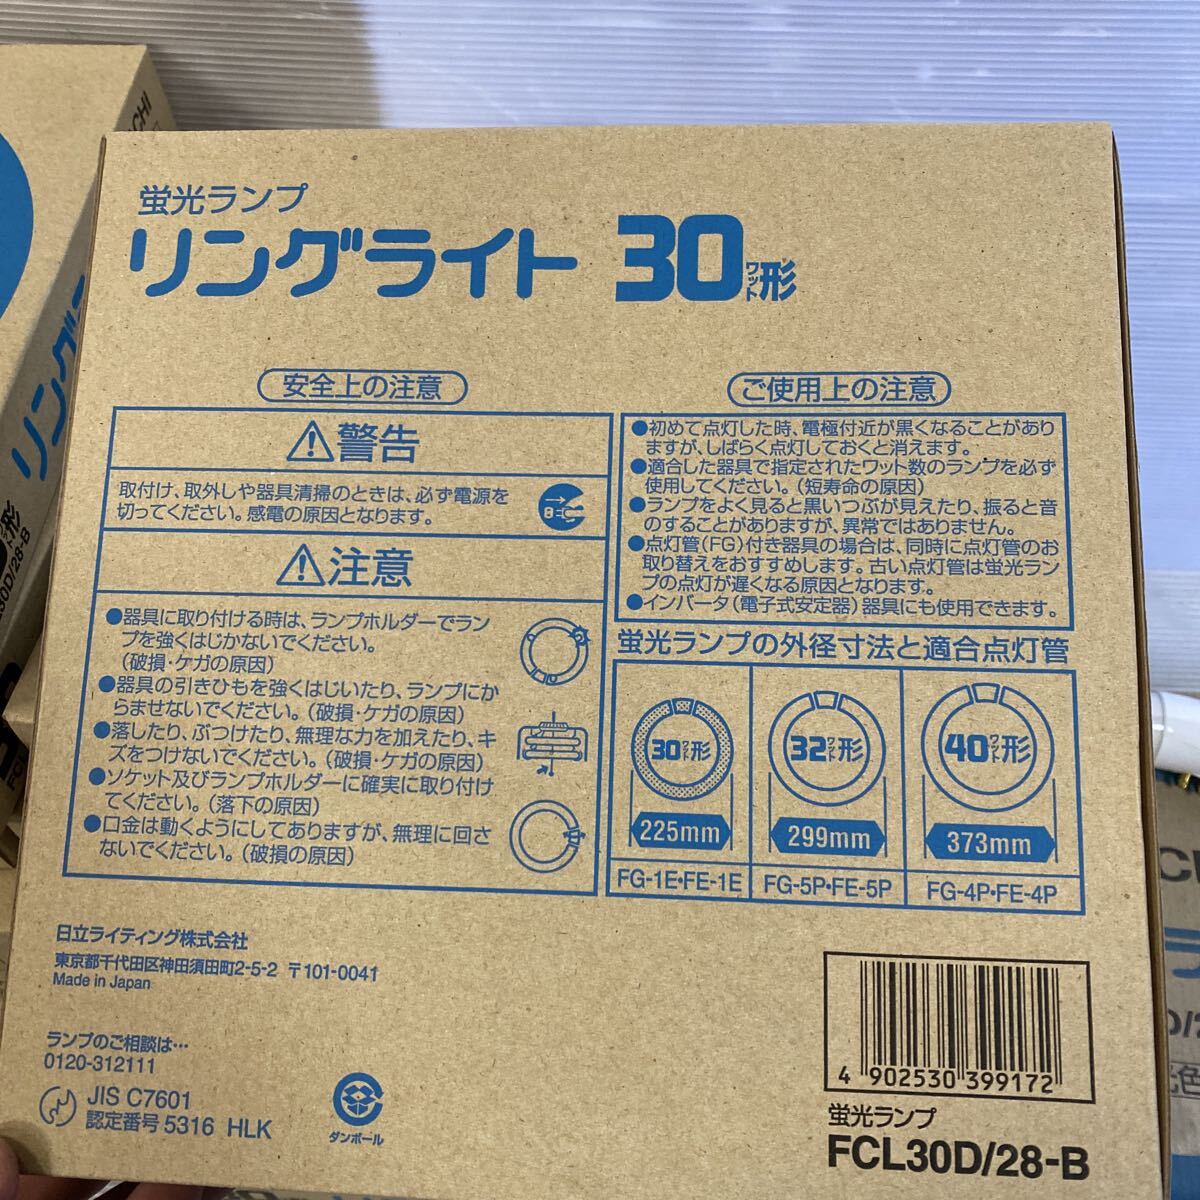 蛍光ランプ
リングライト 30ワット形
安全上の注意
警告
取付け、取外しや器具清掃のときは、必ず電源を
切ってください。感電の原因となります。
注意
●器具に取り付ける時は、ランプホルダーでラン
プを強くはじかないでください。
(破損・ケガの原因)
●器具の引きひもを強くはじいたり、ランプにか
らませないでください。(破損・ケガの原因)
●落したり、ぶつけたり、無理な力を加えたり、キ
ズをつけないでください。(破損・ケガの原因)
●ソケット及びランプホルダーに確実に取り付け
てください。(落下の原因)
●口金は動くようにしてありますが、無理に回さ
ないでください。(破損の原因)
ご使用上の注意
●初めて点灯した時、電極付近が黒くなることがあり
ますが、しばらく点灯しておくと消えます。
●適合した器具で指定されたワット数のランプを必ず
使用してください。(短寿命の原因)
●ランプをよく見ると黒いつぶが見えたり、振ると音
のすることがありますが、異常ではありません。
●点灯管(FG)付き器具の場合は、同時に点灯管のお
取り替えをおすすめします。古い点灯管は蛍光ラン
プの点灯が遅くなる原因となります。
●インバータ(電子式安定器)器具にも使用できます。
蛍光ランプの外径寸法と適合点灯管
30ワット形
32ワット形
40ワット形
225mm
299mm
373mm
FG-1E・FE-1E
FG-5P・FE-5P
FG-4P・FE-4P
日立ライティング株式会社
東京都千代田区神田須田町2-5-2 〒101-0041
Made in Japan
ランプのご相談は…
0120-312111
JIS C7601
認定番号 5316 HLK
ダンボール
4 902530 399172
蛍光ランプ
FCL30D/28-B